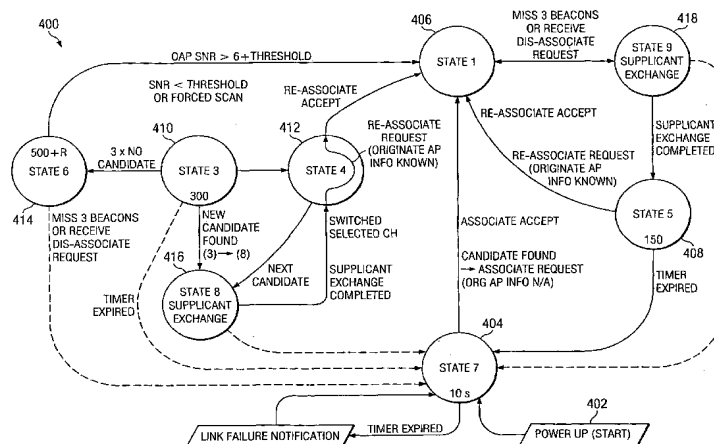 400
OAP SNR > 6+THRESHOLD
SNR < THRESHOLD
OR FORCED SCAN
406
STATE 1
MISS 3 BEACONS
OR RECEIVE
DIS-ASSOCIATE
REQUEST
418
STATE 9
SUPPLICANT
EXCHANGE
RE-ASSOCIATE
ACCEPT
RE-ASSOCIATE
REQUEST
(ORIGINATE AP
INFO KNOWN)
RE-ASSOCIATE ACCEPT
RE-ASSOCIATE REQUEST
(ORIGINATE AP
INFO KNOWN)
SUPPLICANT
EXCHANGE
COMPLETED
500+R
STATE 6
414
3 x NO
CANDIDATE
410
STATE 3
300
412
STATE 4
STATE 5
150
408
MISS 3 BEACONS
OR RECEIVE
DIS-ASSOCIATE
REQUEST
NEW
CANDIDATE
FOUND
(3) → (8)
SWITCHED
SELECTED CH
ASSOCIATE ACCEPT
416
STATE 8
SUPPLICANT
EXCHANGE
NEXT
CANDIDATE
SUPPLICANT
EXCHANGE
COMPLETED
CANDIDATE FOUND
→ ASSOCIATE REQUEST
(ORG AP INFO N/A)
TIMER
EXPIRED
TIMER
EXPIRED
404
STATE 7
10 s
LINK FAILURE NOTIFICATION
TIMER EXPIRED
402
POWER UP (START)